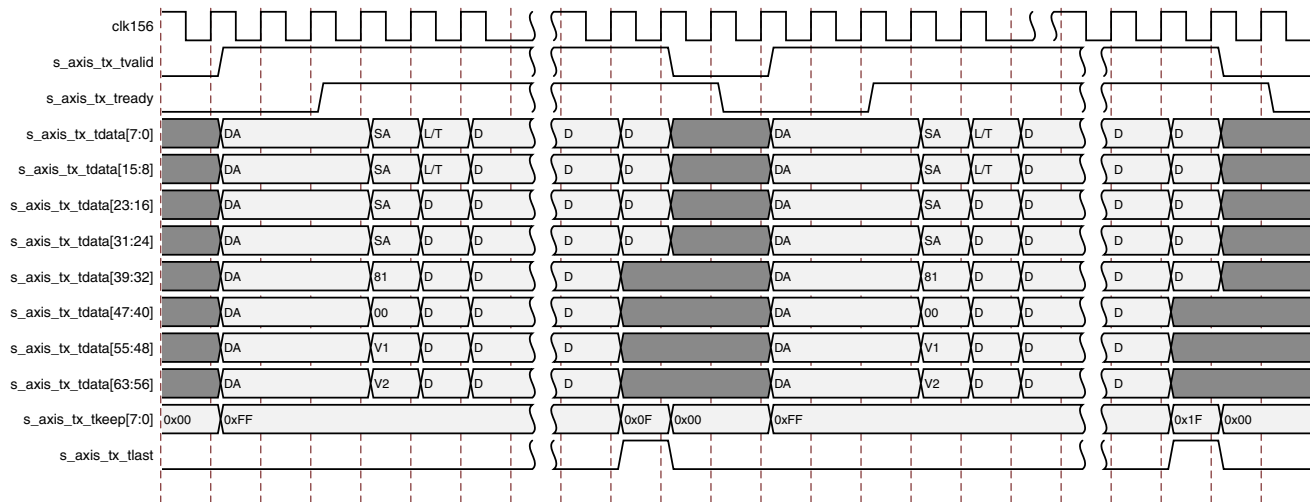 clk156
s_axis_tx_tvalid
s_axis_tx_tready
s_axis_tx_tdata[7:0] DA SA L/T D D D DA SA L/T D D D
s_axis_tx_tdata[15:8] DA SA L/T D D D DA SA L/T D D D
s_axis_tx_tdata[23:16] DA SA D D D D DA SA D D D D
s_axis_tx_tdata[31:24] DA SA D D D D DA SA D D D D
s_axis_tx_tdata[39:32] DA 81 D D D DA 81 D D D D
s_axis_tx_tdata[47:40] DA 00 D D D DA 00 D D D
s_axis_tx_tdata[55:48] DA V1 D D D DA V1 D D D
s_axis_tx_tdata[63:56] DA V2 D D D DA V2 D D D
s_axis_tx_tkeep[7:0] 0x00 0xFF 0x0F 0x00 0xFF 0x1F 0x00
s_axis_tx_tlast